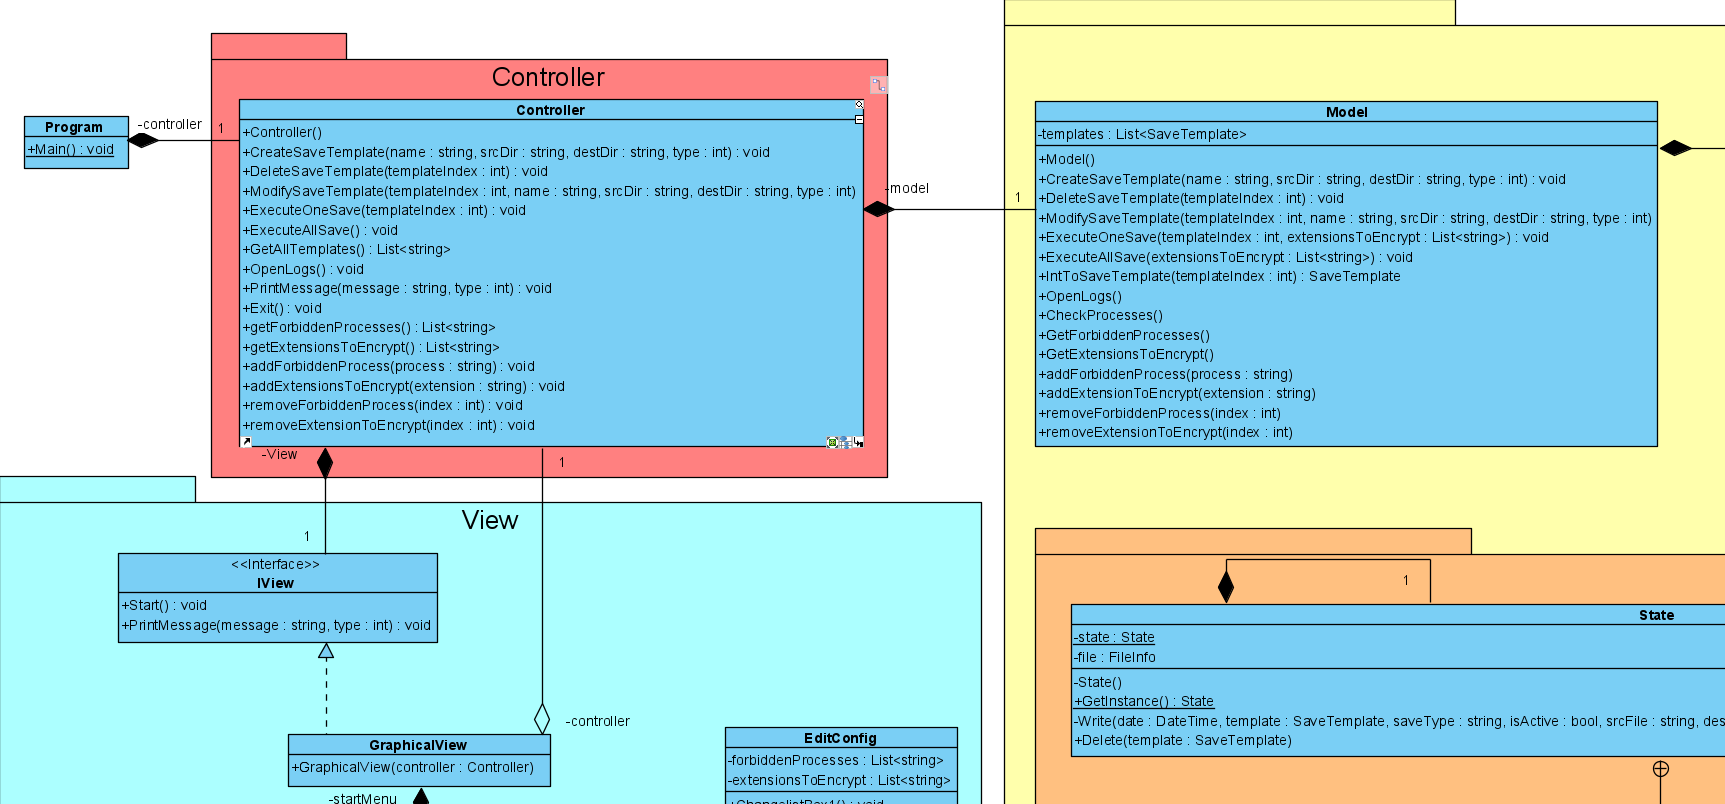 Controller
Program
+Main() : void
-controller
1
Controller
+Controller()
+CreateSaveTemplate(name : string, srcDir : string, destDir : string, type : int) : void
+DeleteSaveTemplate(templateIndex : int) : void
+ModifySaveTemplate(templateIndex : int, name : string, srcDir : string, destDir : string, type : int)
+ExecuteOneSave(templateIndex : int) : void
+ExecuteAllSave() : void
+GetAllTemplates() : List<string>
+OpenLogs() : void
+PrintMessage(message : string, type : int) : void
+Exit() : void
+getForbiddenProcesses() : List<string>
+getExtensionsToEncrypt() : List<string>
+addForbiddenProcess(process : string) : void
+addExtensionsToEncrypt(extension : string) : void
+removeForbiddenProcess(index : int) : void
+removeExtensionToEncrypt(index : int) : void
-model
1
Model
-templates : List<SaveTemplate>
+Model()
+CreateSaveTemplate(name : string, srcDir : string, destDir : string, type : int) : void
+DeleteSaveTemplate(templateIndex : int) : void
+ModifySaveTemplate(templateIndex : int, name : string, srcDir : string, destDir : string, type : int)
+ExecuteOneSave(templateIndex : int, extensionsToEncrypt : List<string>) : void
+ExecuteAllSave(extensionsToEncrypt : List<string>) : void
+IntToSaveTemplate(templateIndex : int) : SaveTemplate
+OpenLogs()
+CheckProcesses()
+GetForbiddenProcesses()
+GetExtensionsToEncrypt()
+addForbiddenProcess(process : string)
+addExtensionToEncrypt(extension : string)
+removeForbiddenProcess(index : int)
+removeExtensionToEncrypt(index : int)
-View
1
View
1
<<Interface>>
IView
+Start() : void
+PrintMessage(message : string, type : int) : void
-controller
GraphicalView
+GraphicalView(controller : Controller)
-startMenu
EditConfig
-forbiddenProcesses : List<string>
-extensionsToEncrypt : List<string>
+ChangelistBox1() : void
1
State
-state : State
-file : FileInfo
-State()
+GetInstance() : State
-Write(date : DateTime, template : SaveTemplate, saveType : string, isActive : bool, srcFile : string, des
+Delete(template : SaveTemplate)